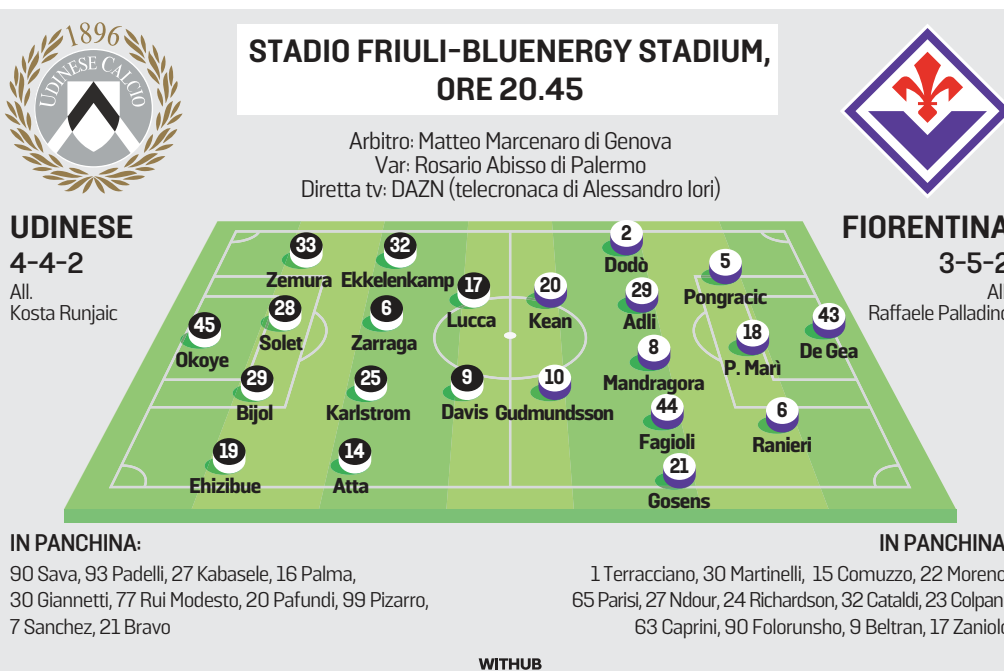 1896
UDINESE CALCIO
STADIO FRIULI-BLUENERGY STADIUM,
ORE 20.45
Arbitro: Matteo Marcenaro di Genova
Var: Rosario Abisso di Palermo
Diretta tv: DAZN (telecronaca di Alessandro Iori)
UDINESE
4-4-2
All.
Kosta Runjaic
FIORENTINA
3-5-2
All
Raffaele Palladino
33
Zemura
32
Ekkelenkamp
28
Solet
6
Zarraga
17
Lucca
45
Okoye
29
Bijol
25
Karlstrom
9
Davis
19
Ehizibue
14
Atta
2
Dodò
5
Pongracic
20
Kean
29
Adli
43
De Gea
18
P. Marì
8
Mandragora
10
Gudmundsson
44
Fagioli
6
Ranieri
21
Gosens
IN PANCHINA:
90 Sava, 93 Padelli, 27 Kabasele, 16 Palma,
30 Giannetti, 77 Rui Modesto, 20 Pafundi, 99 Pizarro,
7 Sanchez, 21 Bravo
IN PANCHINA
1 Terracciano, 30 Martinelli, 15 Comuzzo, 22 Moreno
65 Parisi, 27 Ndour, 24 Richardson, 32 Cataldi, 23 Colpan
63 Caprini, 90 Folorunsho, 9 Beltran, 17 Zaniolo
WITHUB